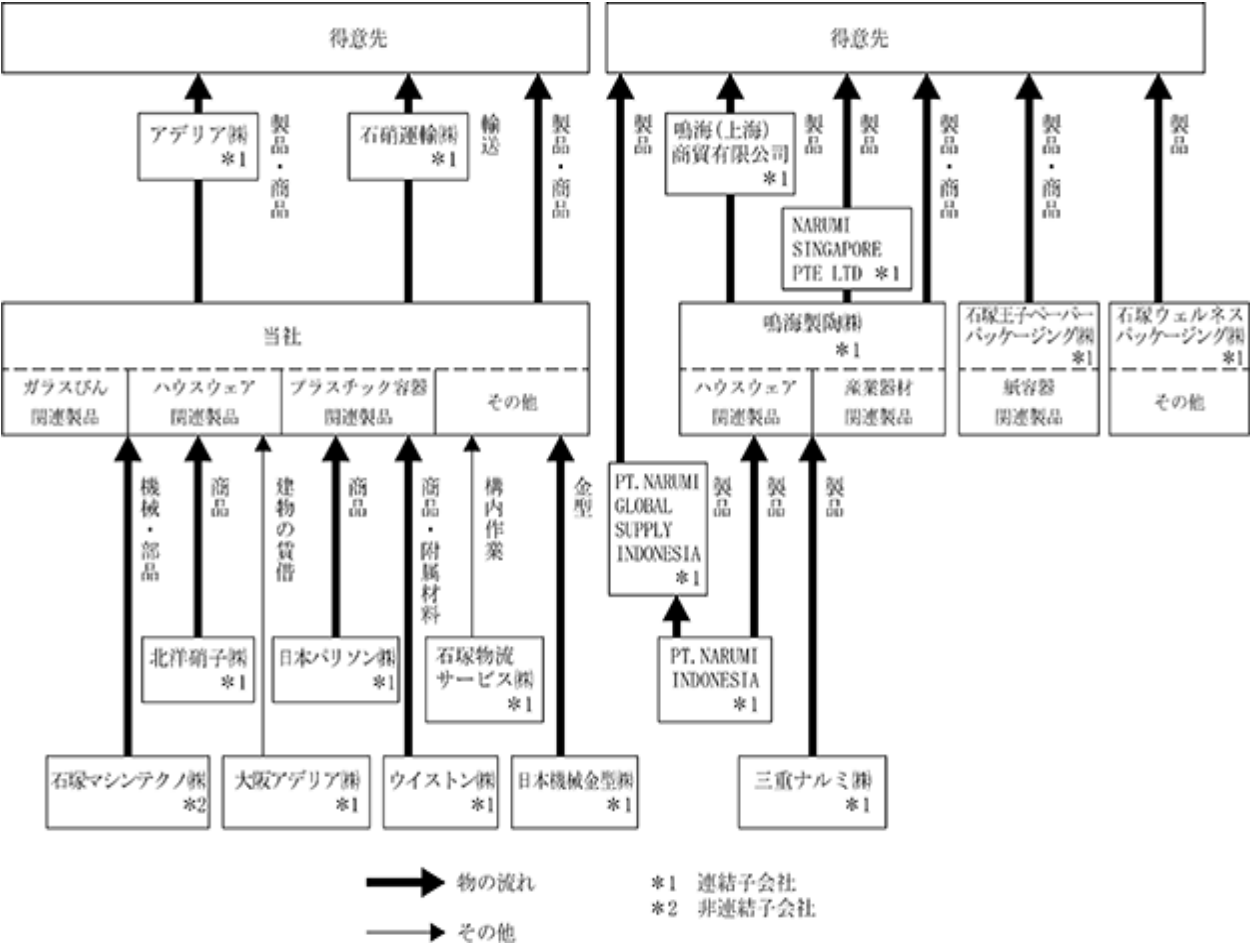 得意先
得意先
アデリア㈱
*1
製品・商品
石硝運輸㈱
*1
輸送
製品・商品
製品
鳴海(上海)
商貿有限公司
*1
製品
製品
製品・商品
製品・商品
製品
NARUMI
SINGAPORE
PTE LTD *1
当社
ガラスびん
関連製品
ハウスウェア
関連製品
プラスチック容器
関連製品
その他
鳴海製陶㈱
*1
ハウスウェア
関連製品
産業器材
関連製品
石塚王子ペーパー
パッケージング㈱
*1
紙容器
関連製品
石塚ウェルネス
パッケージング㈱
*1
その他
機械・部品
商品
建物の賃借
商品
商品・附属材料
構内作業
金型
PT. NARUMI
GLOBAL
SUPPLY
INDONESIA
*1
製品
製品
製品
北洋硝子㈱
*1
日本パリソン㈱
*1
石塚物流
サービス㈱
*1
PT. NARUMI
INDONESIA
*1
石塚マシンテクノ㈱
*2
大阪アデリア㈱
*1
ウイストン㈱
*1
日本機械金型㈱
*1
三重ナルミ㈱
*1
物の流れ
その他
*1 連結子会社
*2 非連結子会社